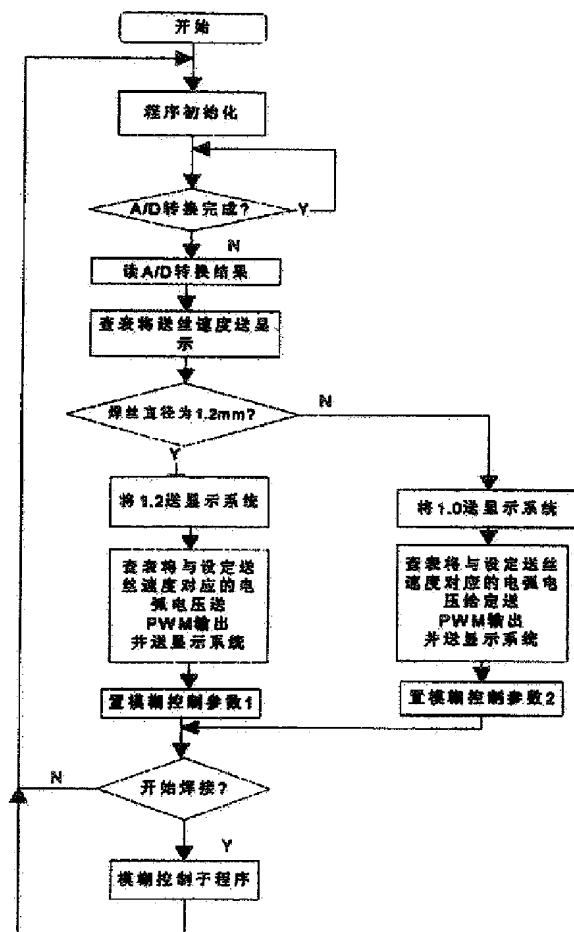 开始
程序初始化
A/D转换完成?
Y
N
读A/D转换结果
查表将送丝速度送显
示
焊丝直径为1.2mm?
N
Y
将1.2送显示系统
将1.0送显示系统
查表将与设定送
丝速度对应的电
弧电压送
PWM输出
并送显示系统
查表将与设定送丝
速度对应的电弧电
压给定送
PWM输出
并送显示系统
置模糊控制参数1
置模糊控制参数2
开始焊接?
N
Y
模糊控制子程序